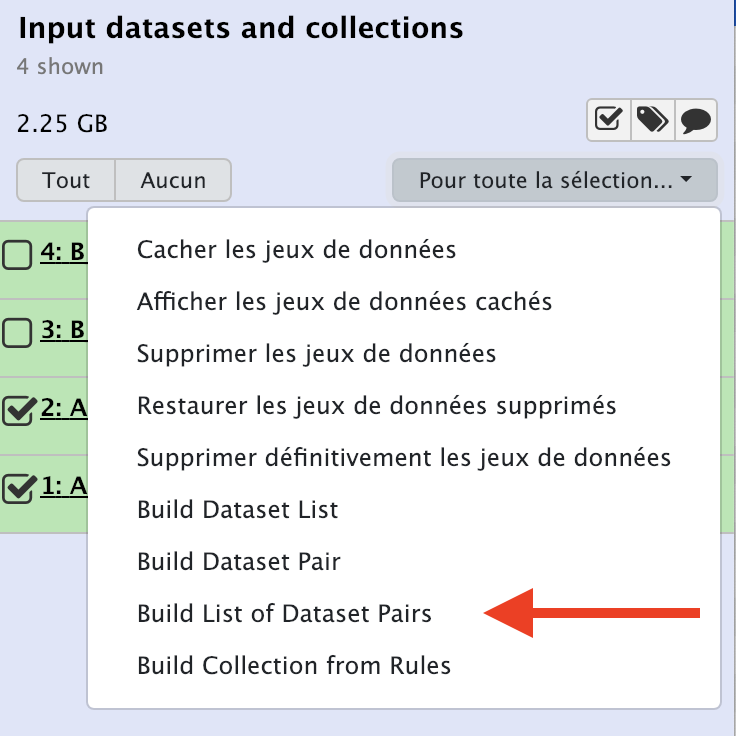 Input datasets and collections
4 shown
2.25 GB
Tout Aucun Pour toute la sélection...
4: B
3: B
2: A
1: A
Cacher les jeux de données
Afficher les jeux de données cachés
Supprimer les jeux de données
Restaurer les jeux de données supprimés
Supprimer définitivement les jeux de données
Build Dataset List
Build Dataset Pair
Build List of Dataset Pairs
Build Collection from Rules